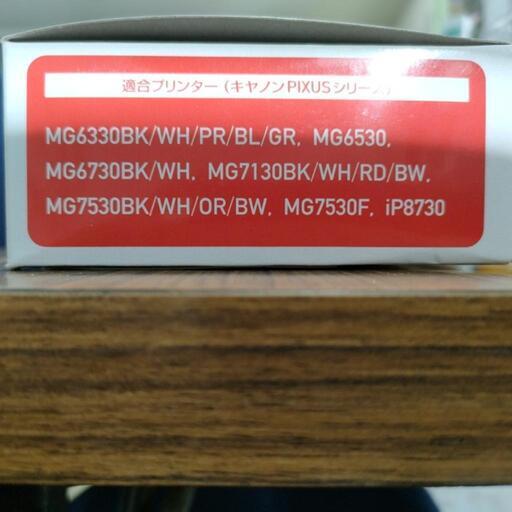 適合プリンター(キヤノンPIXUSシリーズ)
MG6330BK/WH/PR/BL/GR, MG6530,
MG6730BK/WH, MG7130BK/WH/RD/BW,
MG7530BK/WH/OR/BW, MG7530F, iP8730